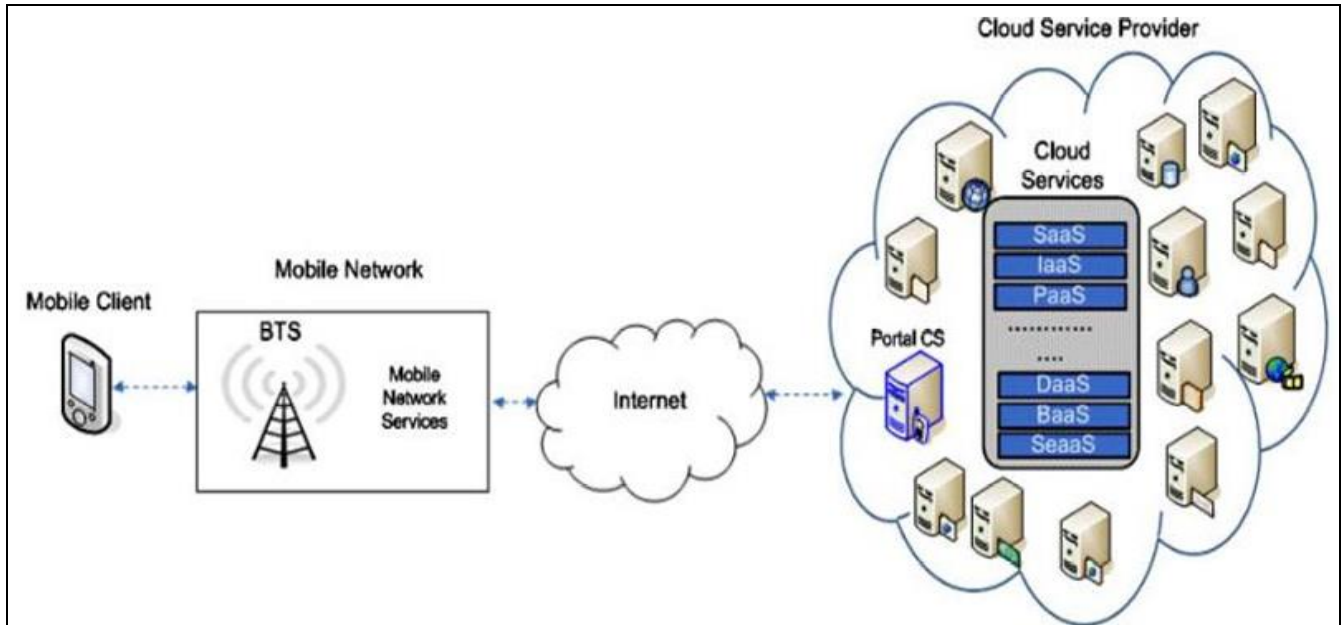 Cloud Service Provider
Cloud
Services
SaaS
IaaS
PaaS
............
....
DaaS
BaaS
SeaaS
Portal CS
Mobile Network
Mobile Client
BTS
Mobile
Network
Services
Internet